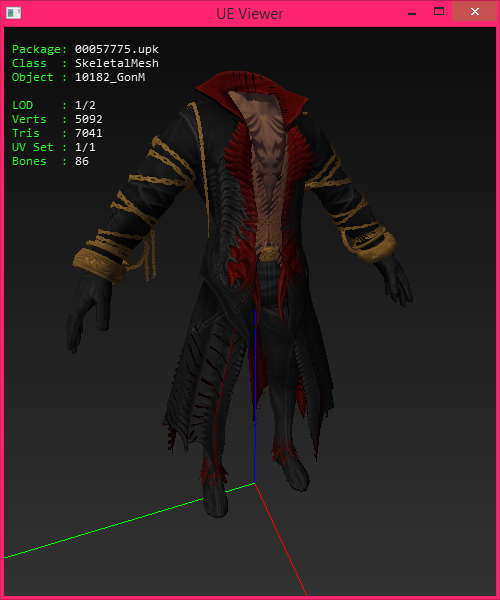 UE Viewer
Package: 00057775.upk
Class : SkeletalMesh
Object : 10182_GonM
LOD : 1/2
Verts : 5092
Tris : 7041
UV Set : 1/1
Bones : 86